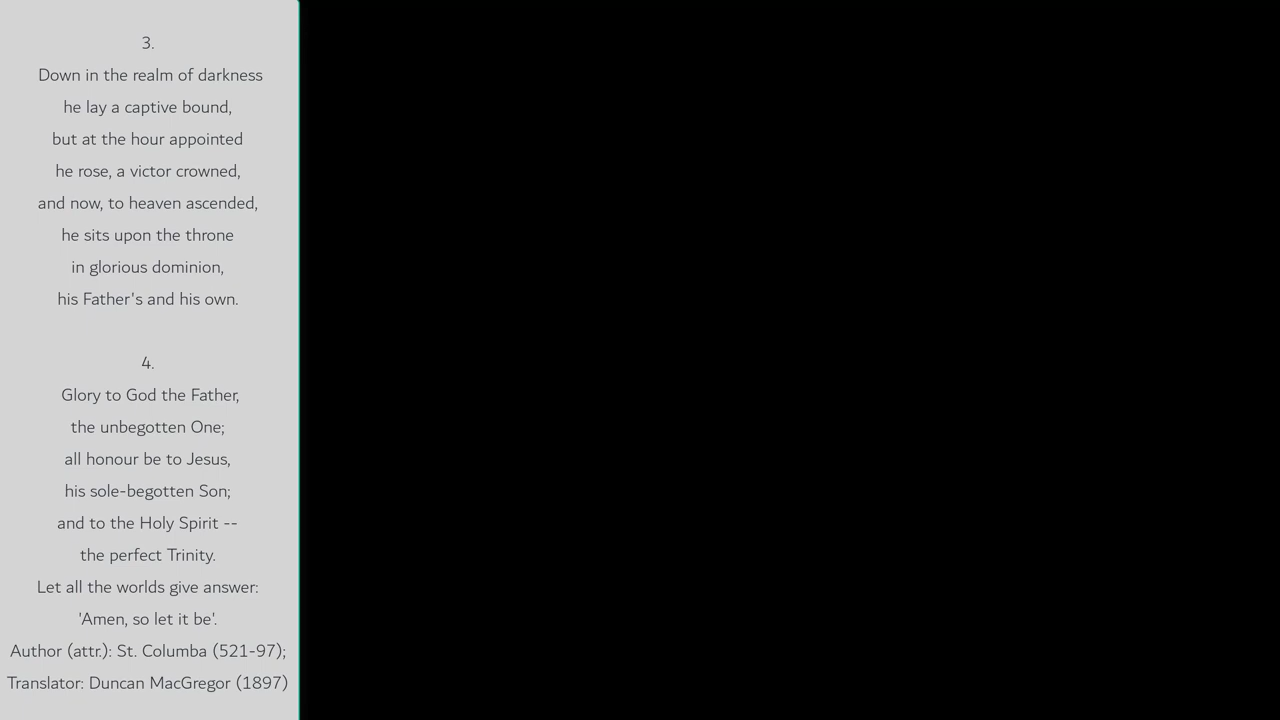 3.
Down in the realm of darkness
he lay a captive bound,
but at the hour appointed
he rose, a victor crowned,
and now, to heaven ascended,
he sits upon the throne
in glorious dominion,
his Father's and his own.
4.
Glory to God the Father,
the unbegotten One;
all honour be to Jesus,
his sole-begotten Son;
and to the Holy Spirit --
the perfect Trinity.
Let all the worlds give answer:
'Amen, so let it be'.
Author (attr.): St. Columba (521-97);
Translator: Duncan MacGregor (1897)